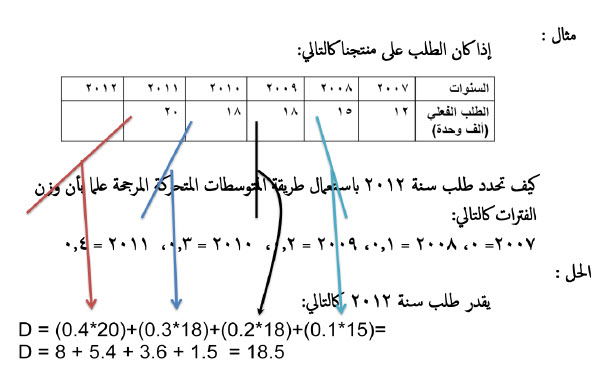 مثال :
إذا كان الطلب على منتجنا كالتالي:
السنوات ٢٠٠٧ ٢٠٠٨ ٢٠٠٩ ٢٠١٠ ٢٠١١ ٢٠١٢
الطلب الفعلي (ألف وحدة) ١٢ ١٥ ١٨ ١٨ ٢٠
كيف تحدد طلب سنة ٢٠١٢ باستعمال طريقة المتوسطات المتحركة المرجحة علما بأن وزن
الفترات كالتالي:
٢٠٠٧= ٠، ٢٠٠٨ = ٠,١، ٢٠٠٩ = ٠,٢، ٢٠١٠ = ٠,٣، ٢٠١١ = ٠,٤
الحل :
يقدر طلب سنة ٢٠١٢ كالتالي:
D = (0.4*20)+(0.3*18)+(0.2*18)+(0.1*15)=
D = 8 + 5.4 + 3.6 + 1.5 = 18.5